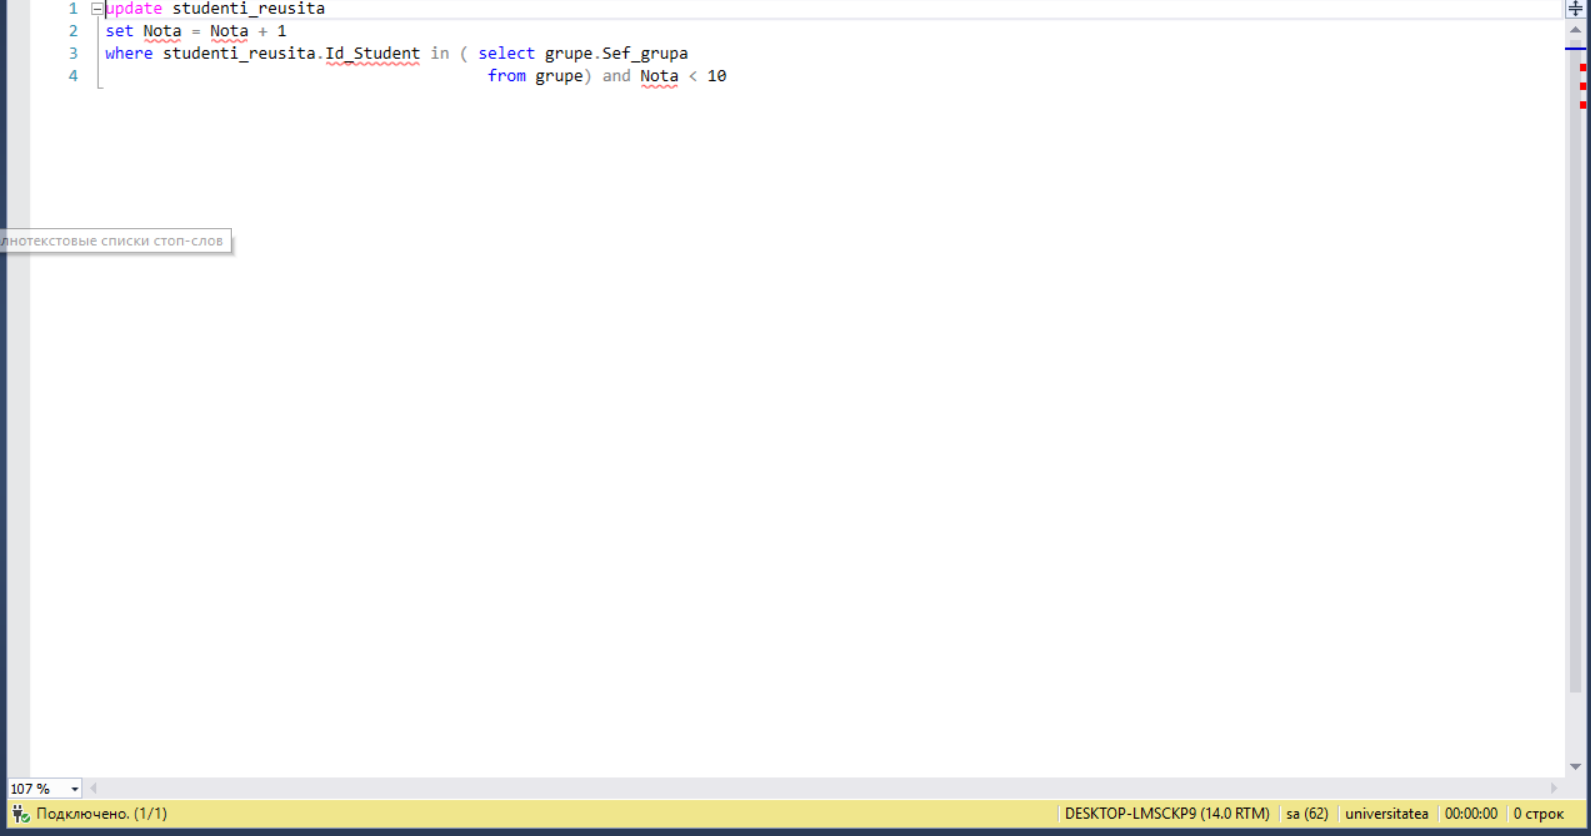 1 update studenti_reusita
2 set Nota = Nota + 1
3 where studenti_reusita.Id_Student in ( select grupe.Sef_grupa
4 from grupe) and Nota < 10
лнотекстовые списки стоп-слов
107 %
Подключено. (1/1) DESKTOP-LMSCKP9 (14.0 RTM) sa (62) universitatea 00:00:00 0 строк